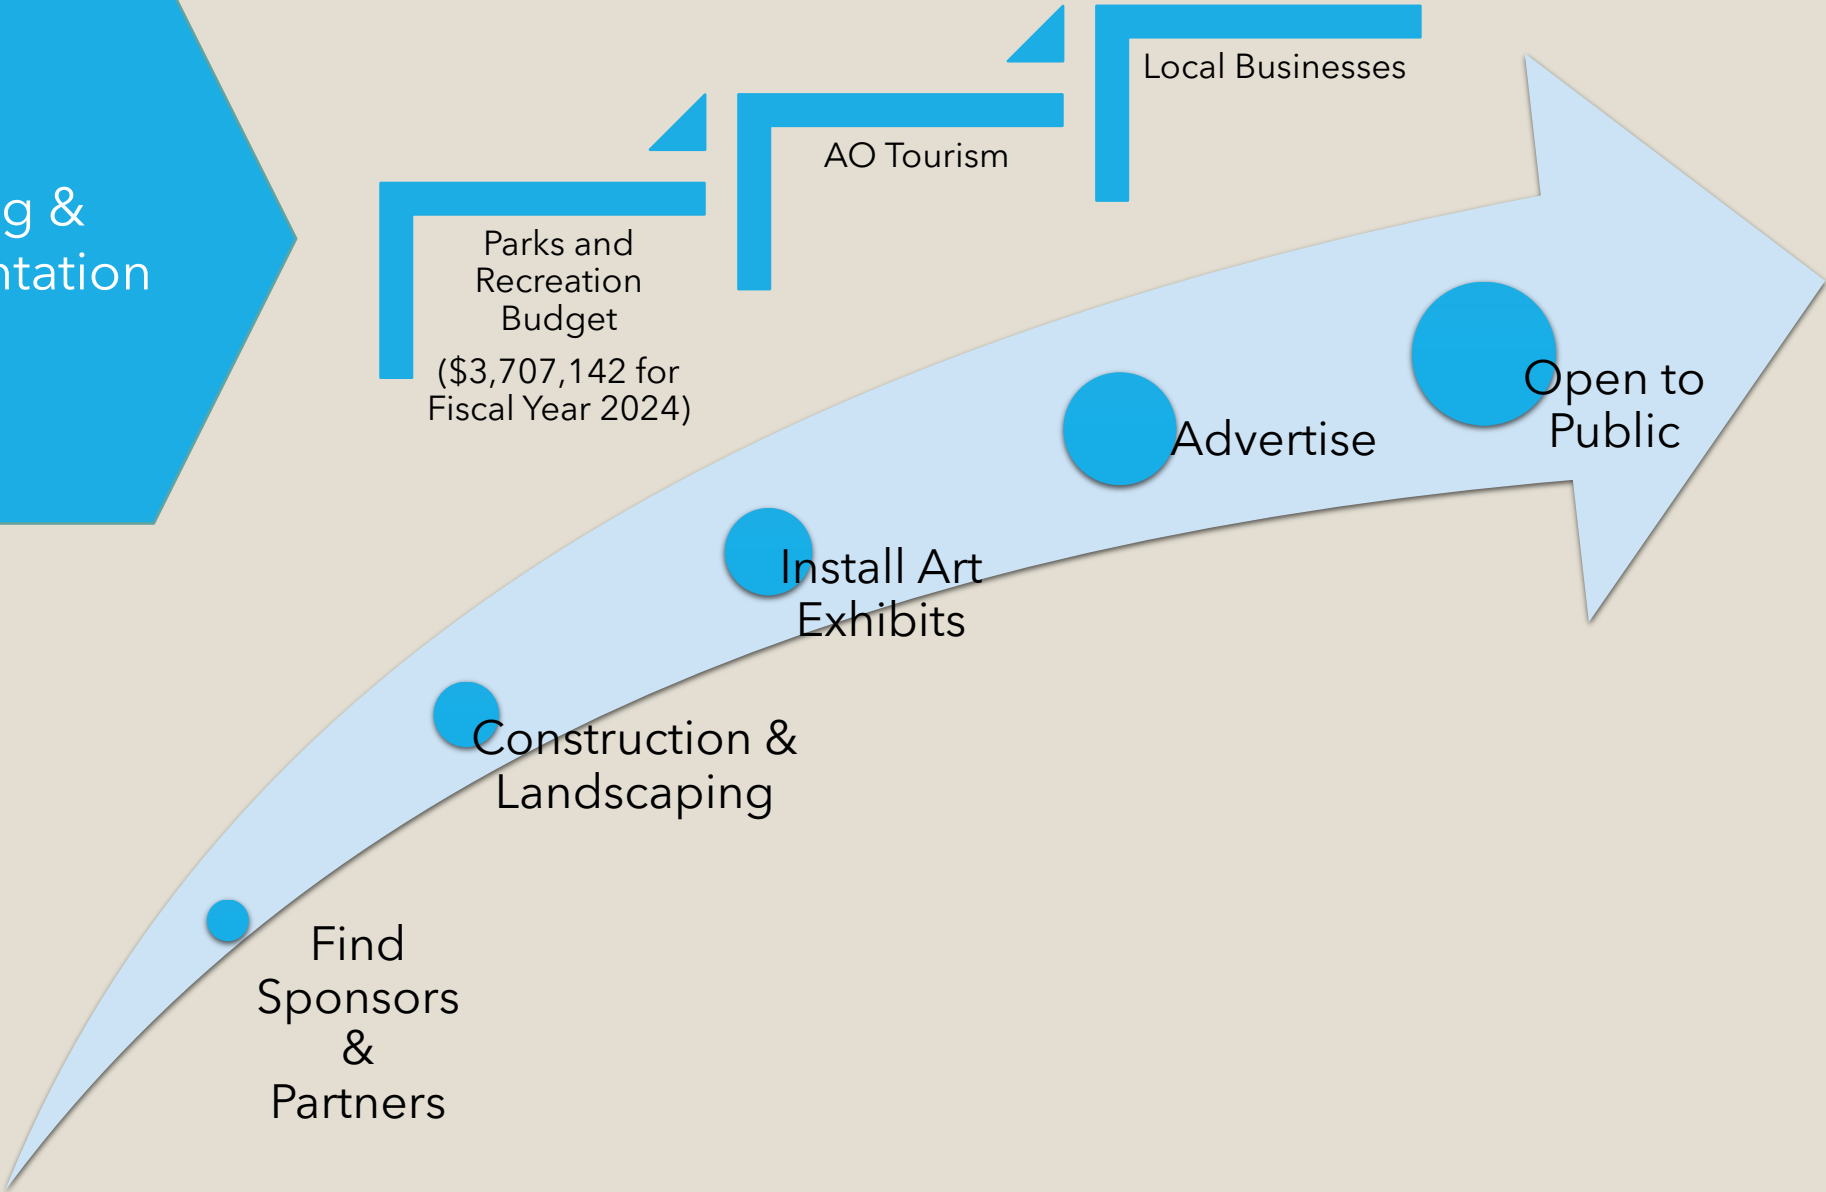 g &
ntation
Parks and
Recreation
Budget
($3,707,142 for
Fiscal Year 2024)
AO Tourism
Local Businesses
Find
Sponsors
&
Partners
Construction &
Landscaping
Install Art
Exhibits
Advertise
Open to
Public